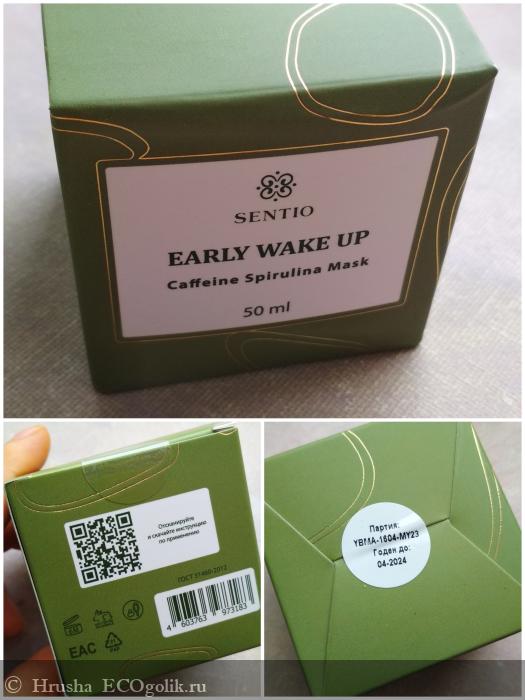 SENTIO
EARLY WAKE UP
Caffeine Spirulina Mask
50 ml
Отсканируйте
и скачайте инструкцию
по применению
ГОСТ 31460-2012
4 603763 973183
EAC
PAP
Партия:
YBMA-1604-MY23
Годен до:
04-2024
© Hrusha ECOgolik.ru